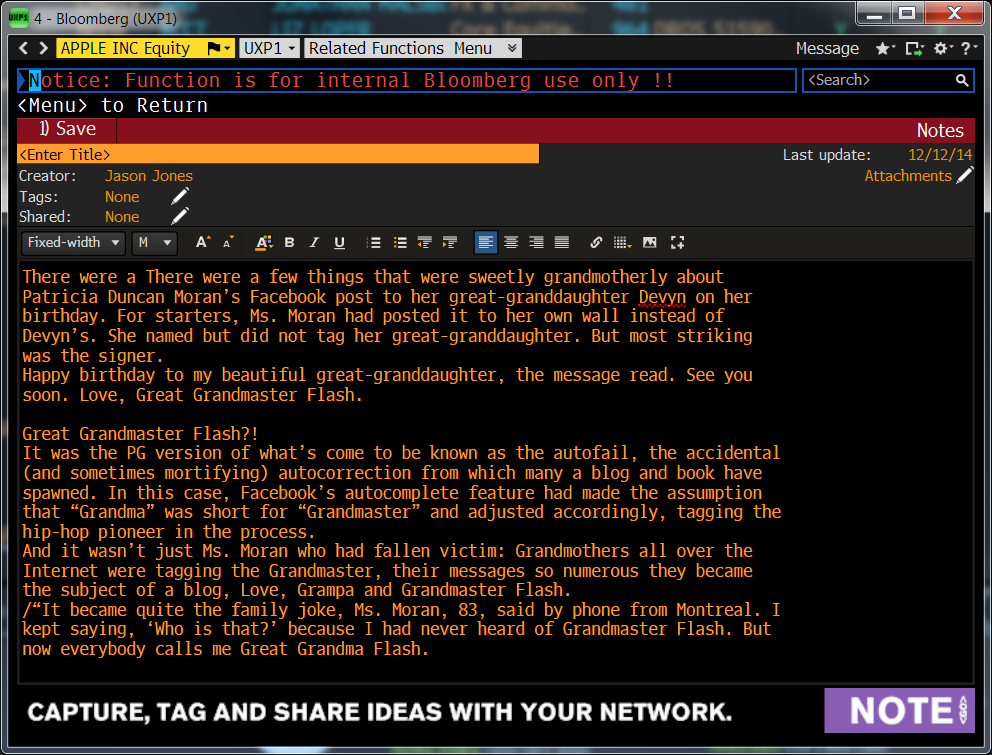 4 - Bloomberg (UXP1)
APPLE INC Equity UXP1 Related Functions Menu Message
Notice: Function is for internal Bloomberg use only !! <Search>
<Menu> to Return
1) Save Notes
<Enter Title> Last update: 12/12/14
Creator: Jason Jones Attachments
Tags: None
Shared: None
Fixed-width M A A A B I U
There were a There were a few things that were sweetly grandmotherly about
Patricia Duncan Moran’s Facebook post to her great-granddaughter Devyn on her
birthday. For starters, Ms. Moran had posted it to her own wall instead of
Devyn’s. She named but did not tag her great-granddaughter. But most striking
was the signer.
Happy birthday to my beautiful great-granddaughter, the message read. See you
soon. Love, Great Grandmaster Flash.
Great Grandmaster Flash?!
It was the PG version of what’s come to be known as the autofail, the accidental
(and sometimes mortifying) autocorrection from which many a blog and book have
spawned. In this case, Facebook’s autocomplete feature had made the assumption
that “Grandma” was short for “Grandmaster” and adjusted accordingly, tagging the
hip-hop pioneer in the process.
And it wasn’t just Ms. Moran who had fallen victim: Grandmothers all over the
Internet were tagging the Grandmaster, their messages so numerous they became
the subject of a blog, Love, Grampa and Grandmaster Flash.
/“It became quite the family joke, Ms. Moran, 83, said by phone from Montreal. I
kept saying, ‘Who is that?’ because I had never heard of Grandmaster Flash. But
now everybody calls me Great Grandma Flash.
CAPTURE, TAG AND SHARE IDEAS WITH YOUR NETWORK. NOTE